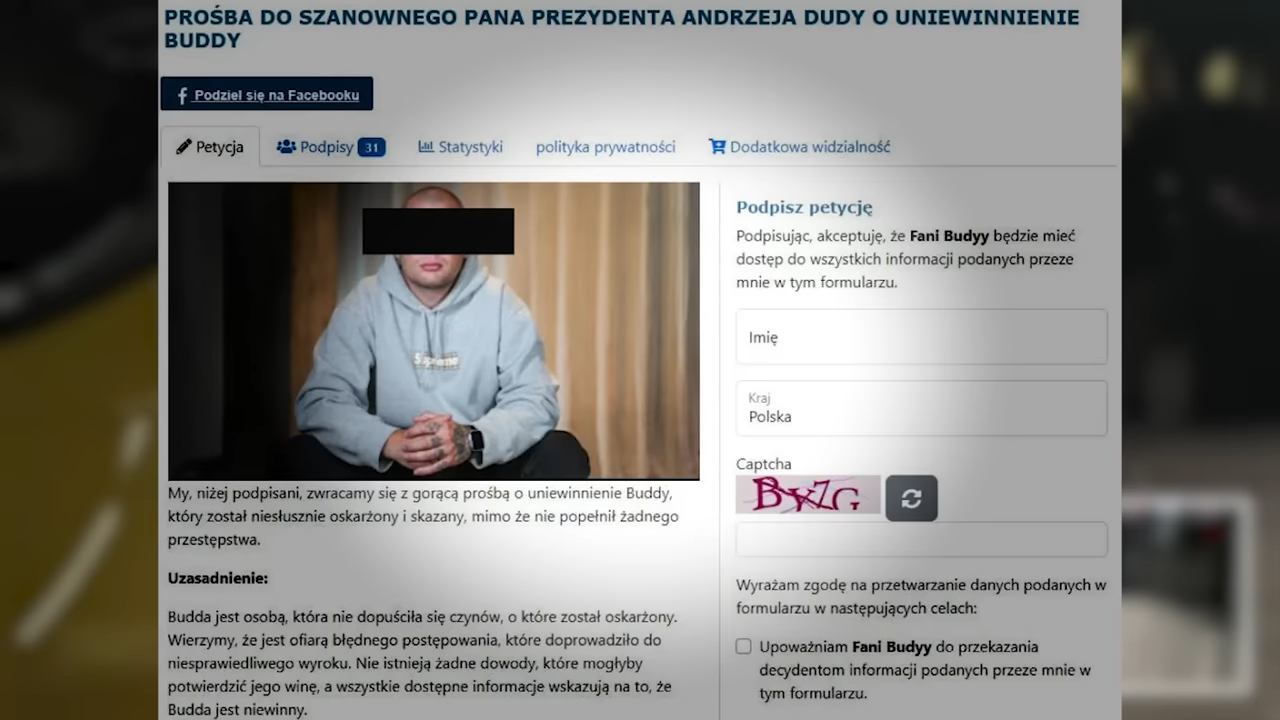 PROŚBA DO SZANOWNEGO PANA PREZYDENTA ANDRZEJA DUDY O UNIEWINNIENIE
BUDDY
Podziel się na Facebooku
Petycja
Podpisy 31
Statystyki
polityka prywatności
Dodatkowa widzialność
Supreme
My, niżej podpisani, zwracamy się z gorącą prośbą o uniewinnienie Buddy,
który został niesłusznie oskarżony i skazany, mimo że nie popełnił żadnego
przestępstwa.
Uzasadnienie:
Budda jest osobą, która nie dopuściła się czynów, o które został oskarżony.
Wierzymy, że jest ofiarą błędnego postępowania, które doprowadziło do
niesprawiedliwego wyroku. Nie istnieją żadne dowody, które mogłyby
potwierdzić jego winę, a wszystkie dostępne informacje wskazują na to, że
Budda jest niewinny.
Podpisz petycję
Podpisując, akceptuję, że Fani Budyy będzie mieć
dostęp do wszystkich informacji podanych przeze
mnie w tym formularzu.
Imię
Kraj
Polska
Captcha
Wyrażam zgodę na przetwarzanie danych podanych w
formularzu w następujących celach:
Upoważniam Fani Budyy do przekazania
decydentom informacji podanych przeze mnie w
tym formularzu.